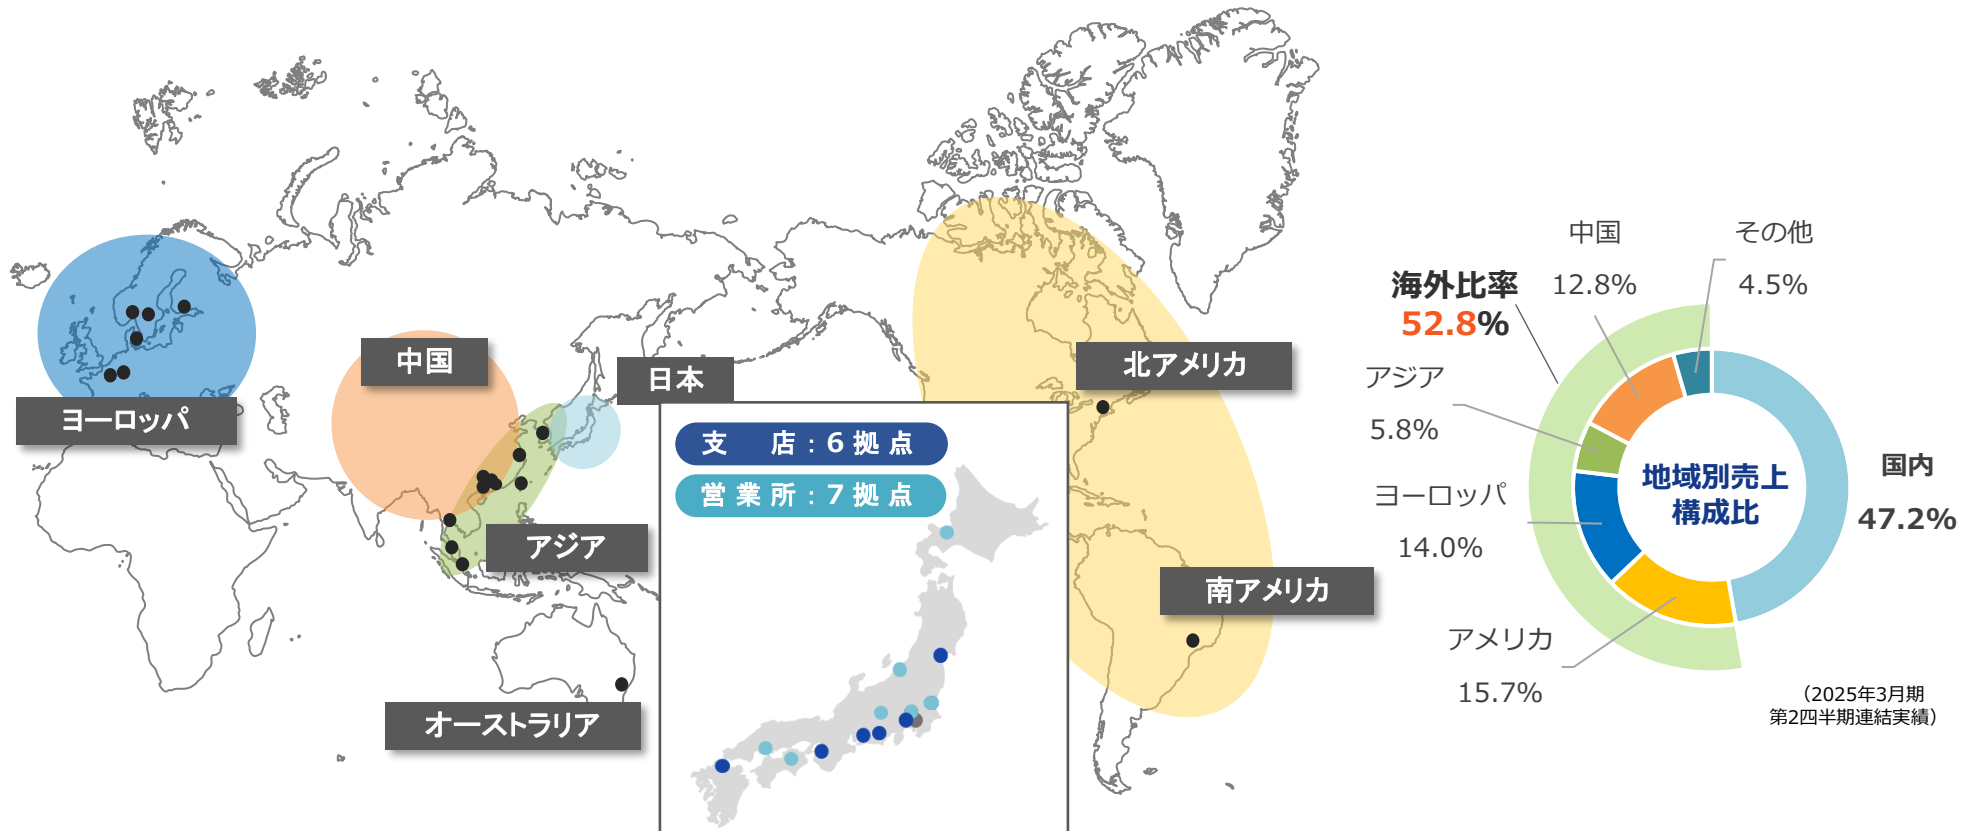 ヨーロッパ
中国
日本
アジア
オーストラリア
北アメリカ
南アメリカ
支　店：6拠点
営業所：7拠点
海外比率
52.8%
中国
12.8%
その他
4.5%
アジア
5.8%
ヨーロッパ
14.0%
アメリカ
15.7%
国内
47.2%
地域別売上
構成比
（2025年3月期
第2四半期連結実績）